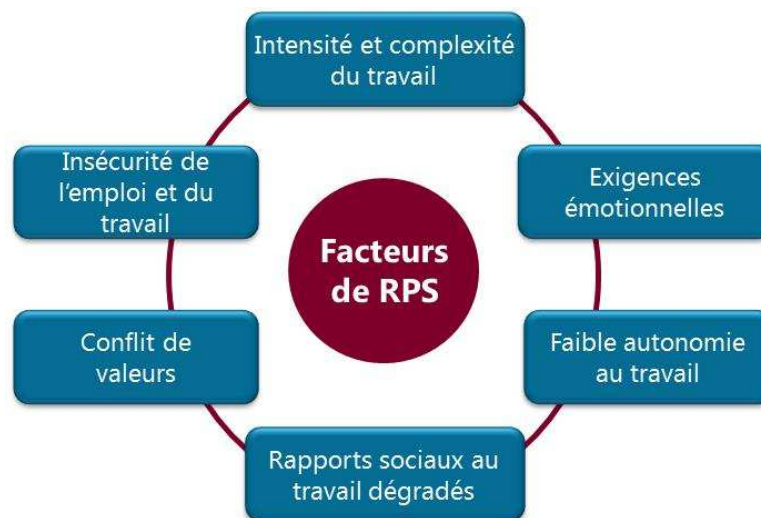 Intensité et complexité
du travail
Insécurité de
l'emploi et du
travail
Exigences
émotionnelles
Facteurs
de RPS
Conflit de
valeurs
Faible autonomie
au travail
Rapports sociaux au
travail dégradés